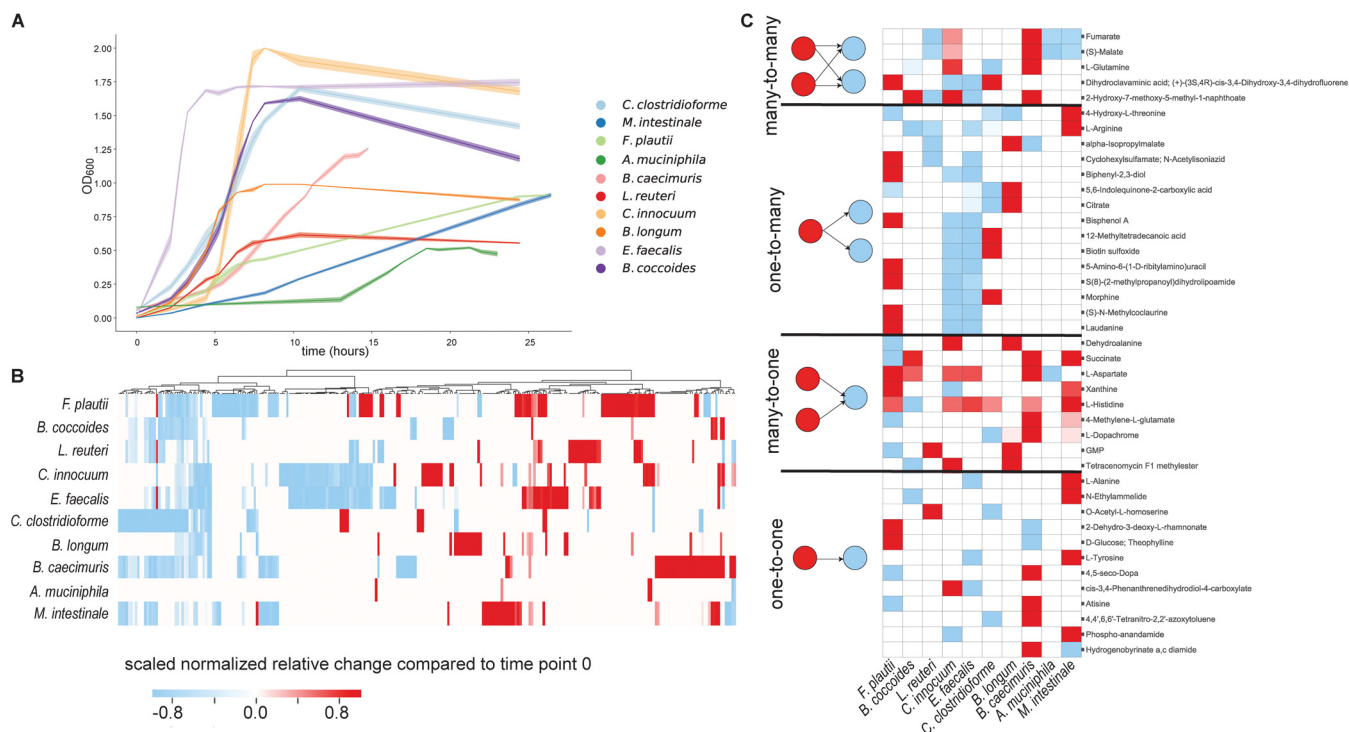 A
2.00
1.75
1.50
1.25
1.00
0.75
0.50
0.25
0.00
OD600
0
5
10
15
20
25
time (hours)
C. clostridioforme
M. intestinale
F. plautii
A. muciniphila
B. caecimuris
L. reuteri
C. innocuum
B. longum
E. faecalis
B. coccoides
B
F. plautii
B. coccoides
L. reuteri
C. innocuum
E. faecalis
C. clostridioforme
B. longum
B. caecimuris
A. muciniphila
M. intestinale
scaled normalized relative change compared to time point 0
-0.8
0.0
0.8
C
many-to-many
Fumarate
(S)-Malate
L-Glutamine
Dihydroclavaminic acid; (+)-(3S,4R)-cis-3,4-Dihydroxy-3,4-dihydrofluorene
2-Hydroxy-7-methoxy-5-methyl-1-naphthoate
one-to-many
4-Hydroxy-L-threonine
L-Arginine
alpha-Isopropylmalate
Cyclohexylsulfamate; N-Acetylisoniazid
Biphenyl-2,3-diol
5,6-Indolequinone-2-carboxylic acid
Citrate
Bisphenol A
12-Methyltetradecanoic acid
Biotin sulfoxide
5-Amino-6-(1-D-ribitylamino)uracil
S(8)-(2-methylpropanoyl)dihydrolipoamide
Morphine
(S)-N-Methylcoclaurine
Laudanine
many-to-one
Dehydroalanine
Succinate
L-Aspartate
Xanthine
L-Histidine
4-Methylene-L-glutamate
L-Dopachrome
GMP
Tetracenomycin F1 methylester
one-to-one
L-Alanine
N-Ethylammelide
O-Acetyl-L-homoserine
2-Dehydro-3-deoxy-L-rhamnonate
D-Glucose; Theophylline
L-Tyrosine
4,5-seco-Dopa
cis-3,4-Phenanthrenedihydrodiol-4-carboxylate
Atisine
4,4',6,6'-Tetranitro-2,2'-azoxytoluene
Phospho-anandamide
Hydrogenobyrinate a,c diamide
F. plautii
B. coccoides
L. reuteri
C. innocuum
E. faecalis
C. clostridioforme
B. longum
B. caecimuris
A. muciniphila
M. intestinale